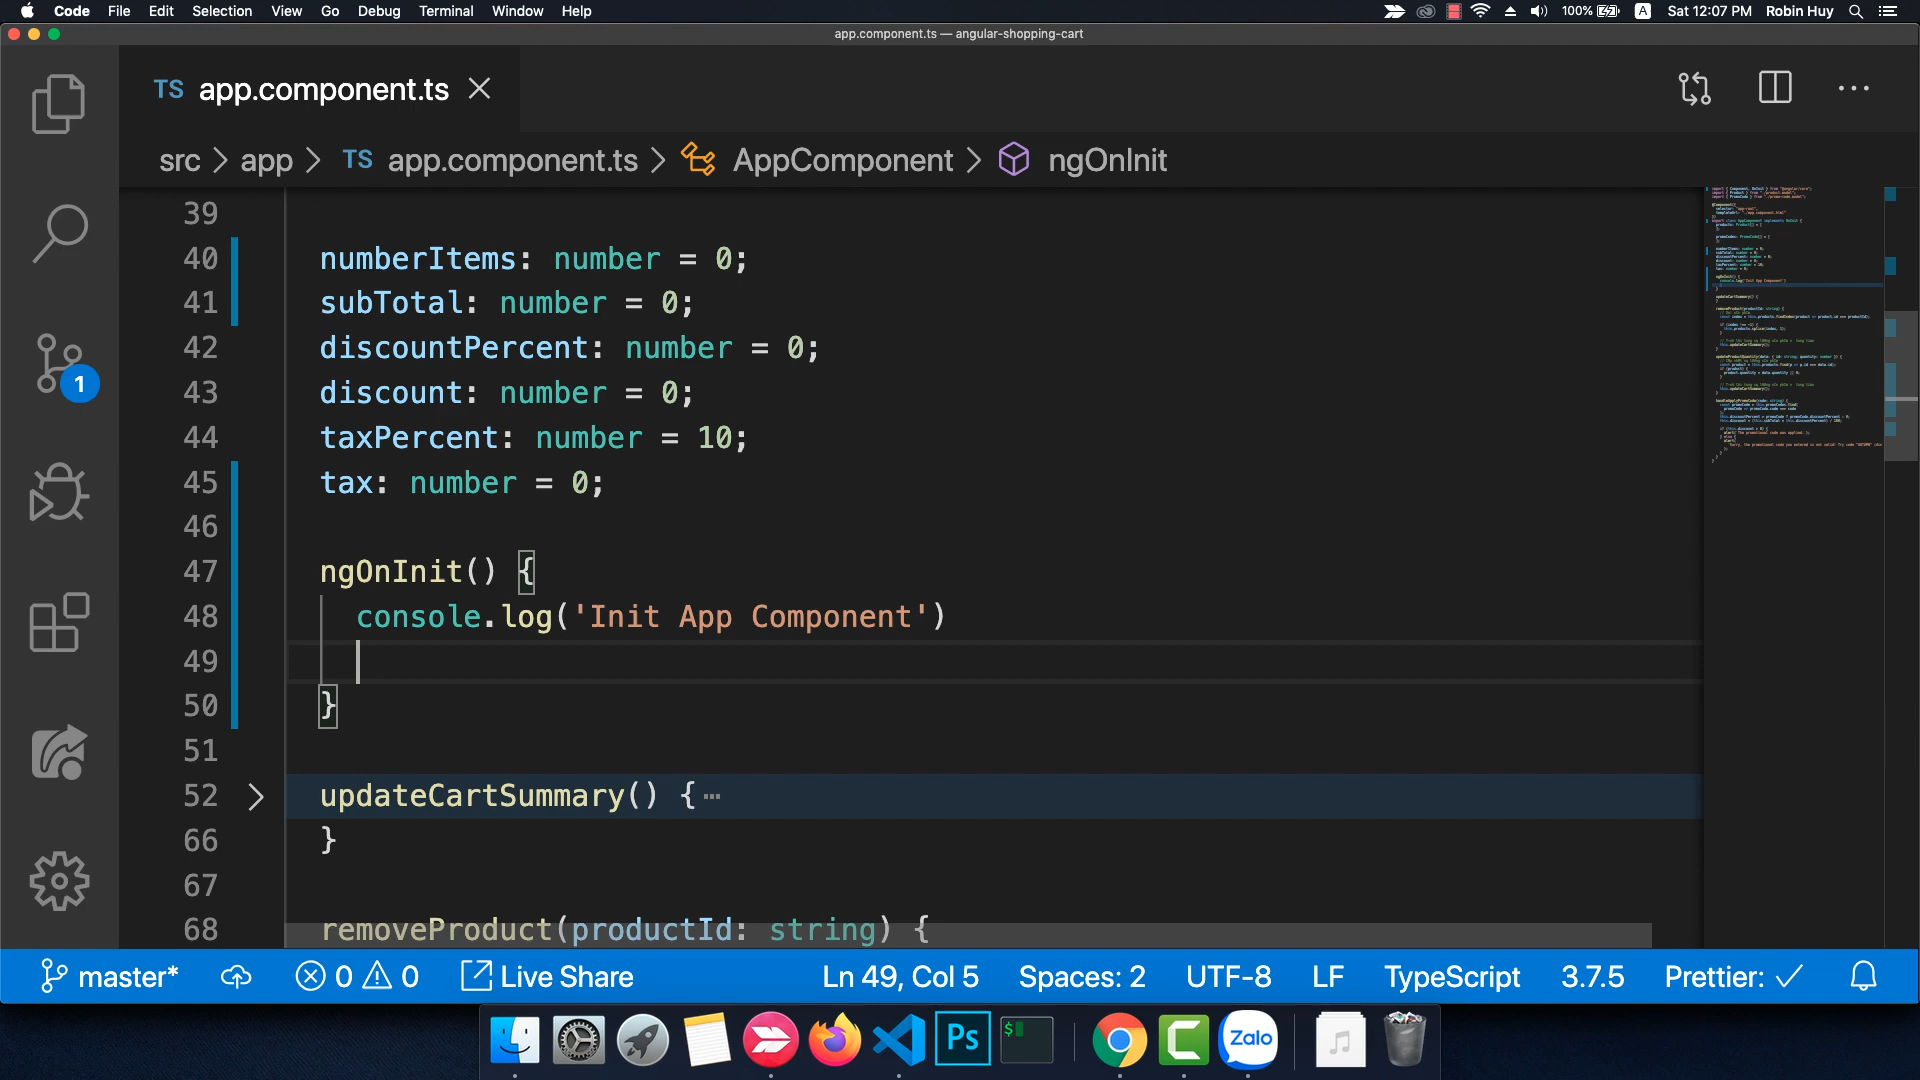 Code File Edit Selection View Go Debug Terminal Window Help 100% A Sat 12:07 PM Robin Huy
app.component.ts — angular-shopping-cart
TS app.component.ts
src > app > TS app.component.ts > AppComponent > ngOnInit
39
40 numberItems: number = 0;
41 subTotal: number = 0;
42 discountPercent: number = 0;
43 discount: number = 0;
44 taxPercent: number = 10;
45 tax: number = 0;
46
47 ngOnInit() {
48 console.log('Init App Component')
49
50 }
51
52 updateCartSummary() { ⋯
66 }
67
68 removeProduct(productId: string) {
1
master* 0 0 Live Share Ln 49, Col 5 Spaces: 2 UTF-8 LF TypeScript 3.7.5 Prettier: ✓
Ps $ C Zalo